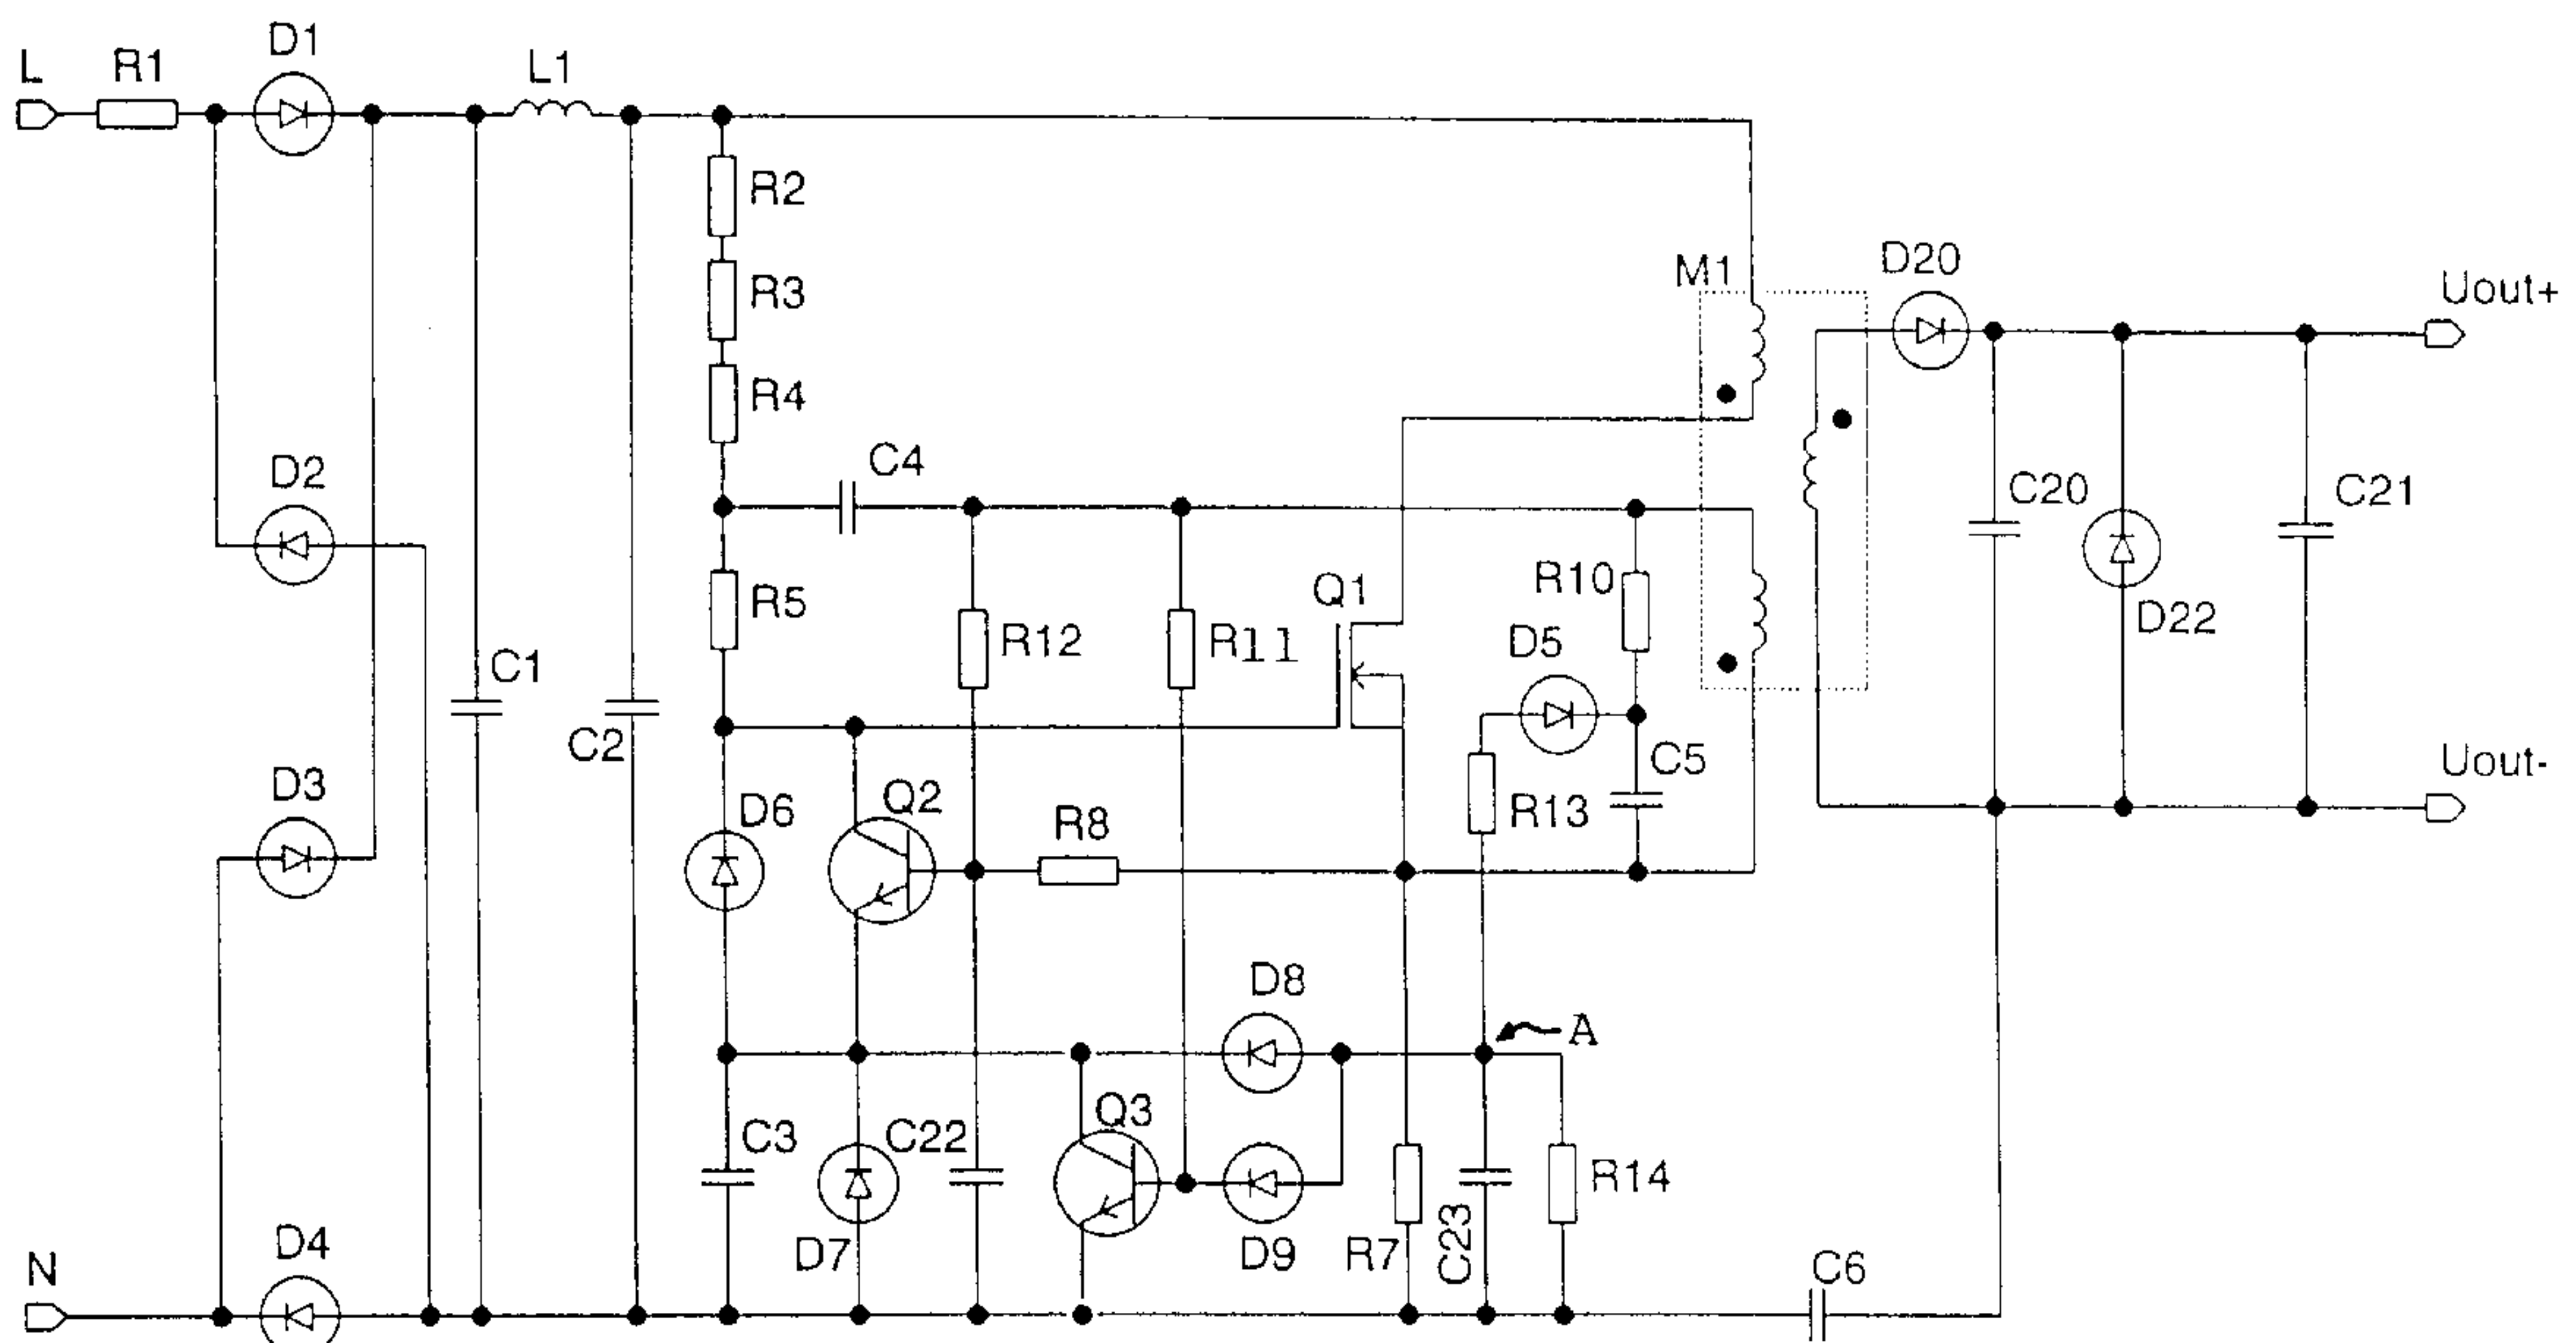 L
R1
D1
L1
R2
R3
M1
D20
Uout+
R4
C4
D2
C20
C21
R5
Q1
R10
R12
R11
D5
D22
C1
C2
C5
Uout-
D3
D6
Q2
R8
R13
D8
A
C3
C22
Q3
R14
D7
D9
R7
C23
N
D4
C6